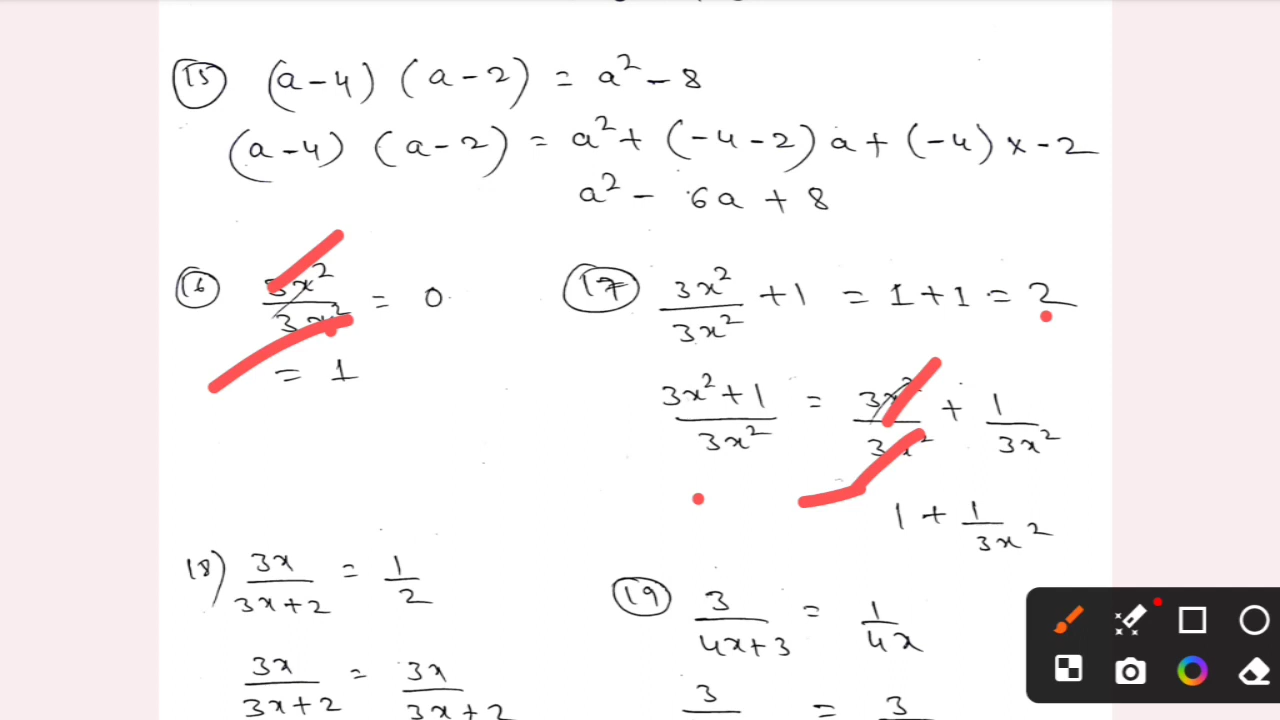 (15) (a-4) (a-2) = a² - 8
(a-4) (a-2) = a² + (-4-2) a + (-4) x -2
a² - 6a + 8
(16) 3x²/3x² = 0
= 1
(17) 3x²/3x² + 1 = 1 + 1 = 2
3x² + 1/3x² = 3x²/3x² + 1/3x²
1 + 1/3x²
18) 3x/3x+2 = 1/2
3x/3x+2 = 3x/3x+2
(19) 3/4x+3 = 1/4x
3 = 3